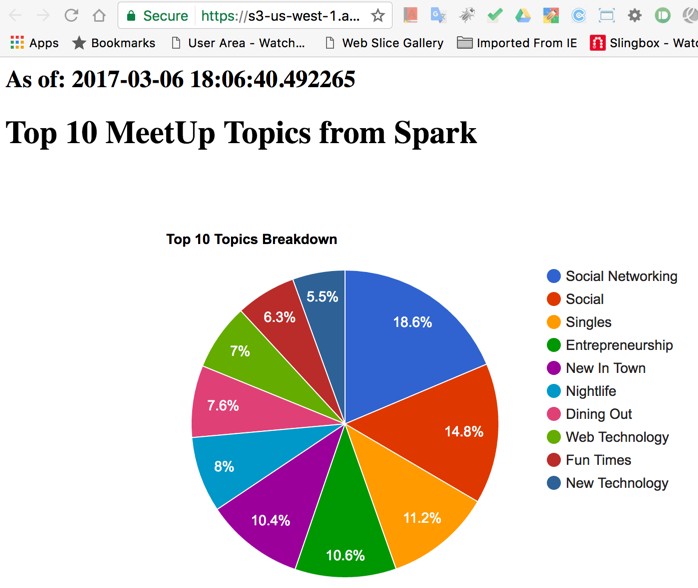 Secure https://s3-us-west-1.a...
Apps Bookmarks User Area - Watch... Web Slice Gallery Imported From IE Slingbox - Watc
As of: 2017-03-06 18:06:40.492265
Top 10 MeetUp Topics from Spark
Top 10 Topics Breakdown
Social Networking
Social
Singles
Entrepreneurship
New In Town
Nightlife
Dining Out
Web Technology
Fun Times
New Technology
18.6%
14.8%
11.2%
10.6%
10.4%
8%
7.6%
7%
6.3%
5.5%